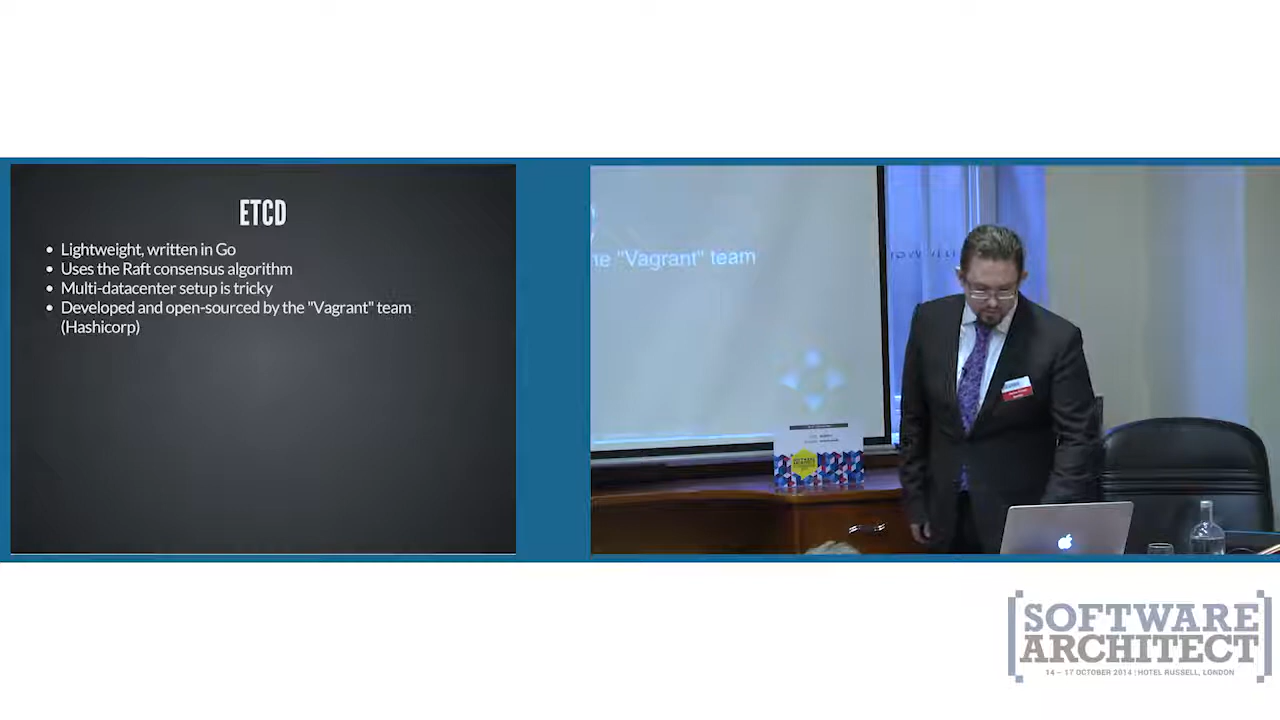 ETCD
Lightweight, written in Go
Uses the Raft consensus algorithm
Multi-datacenter setup is tricky
Developed and open-sourced by the "Vagrant" team
(Hashicorp)
he "Vagrant" team
[SOFTWARE
ARCHITECT]
14 – 17 OCTOBER 2014 | HOTEL RUSSELL, LONDON